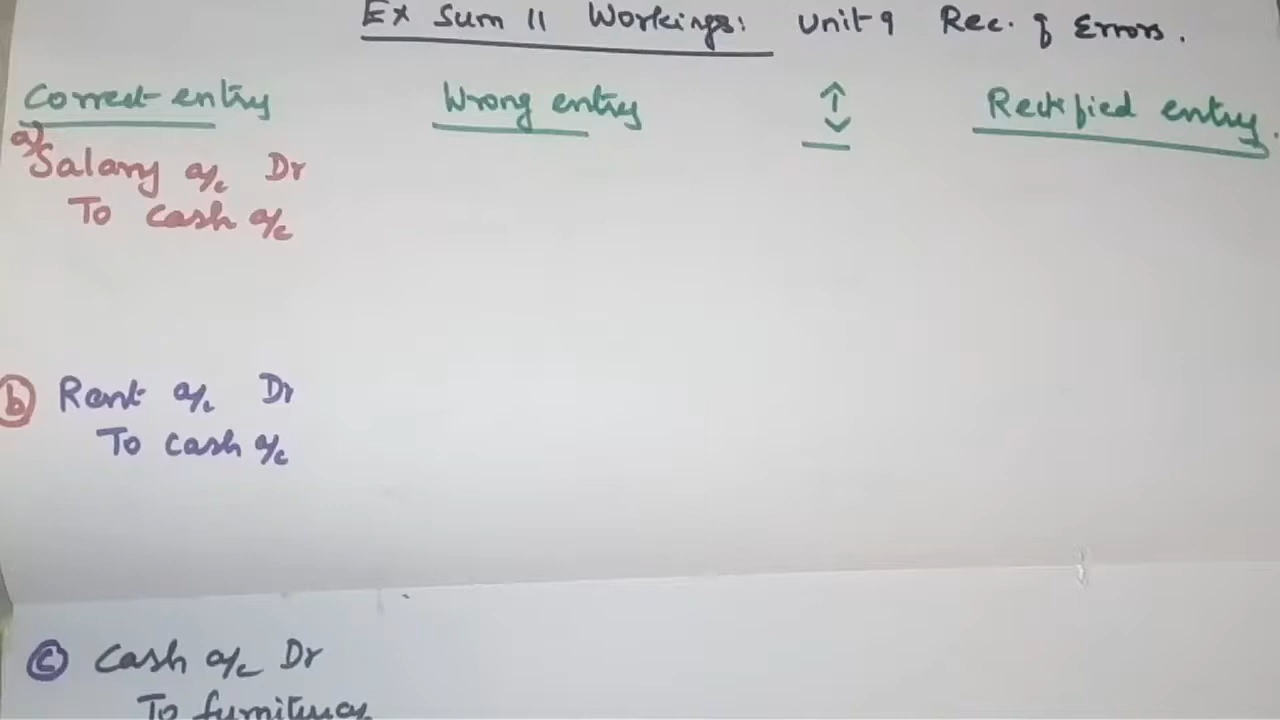 Ex Sum 11 Workings: Unit 9 Rec. of Errors.
Correct entry Wrong entry ↑↓ Rectified entry.
a) Salary a/c Dr
To cash a/c
b) Rent a/c Dr
To cash a/c
c) Cash a/c Dr
To furniture